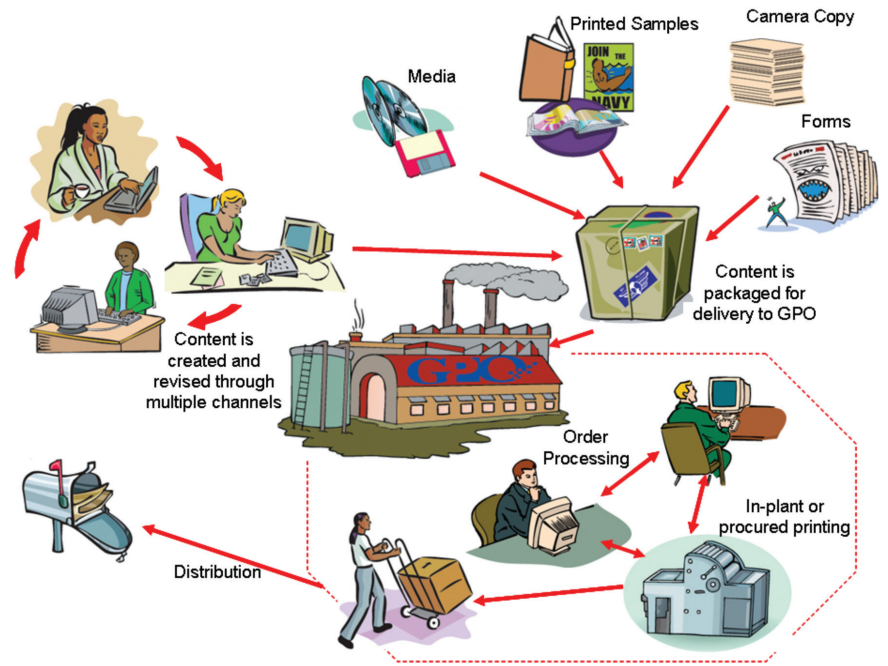 Camera Copy
Printed Samples
JOIN THE
NAVY
Media
Forms
Content is
packaged for
delivery to GPO
Content is
created and
revised through
multiple channels
GPO
Order
Processing
In-plant or
procured printing
Distribution